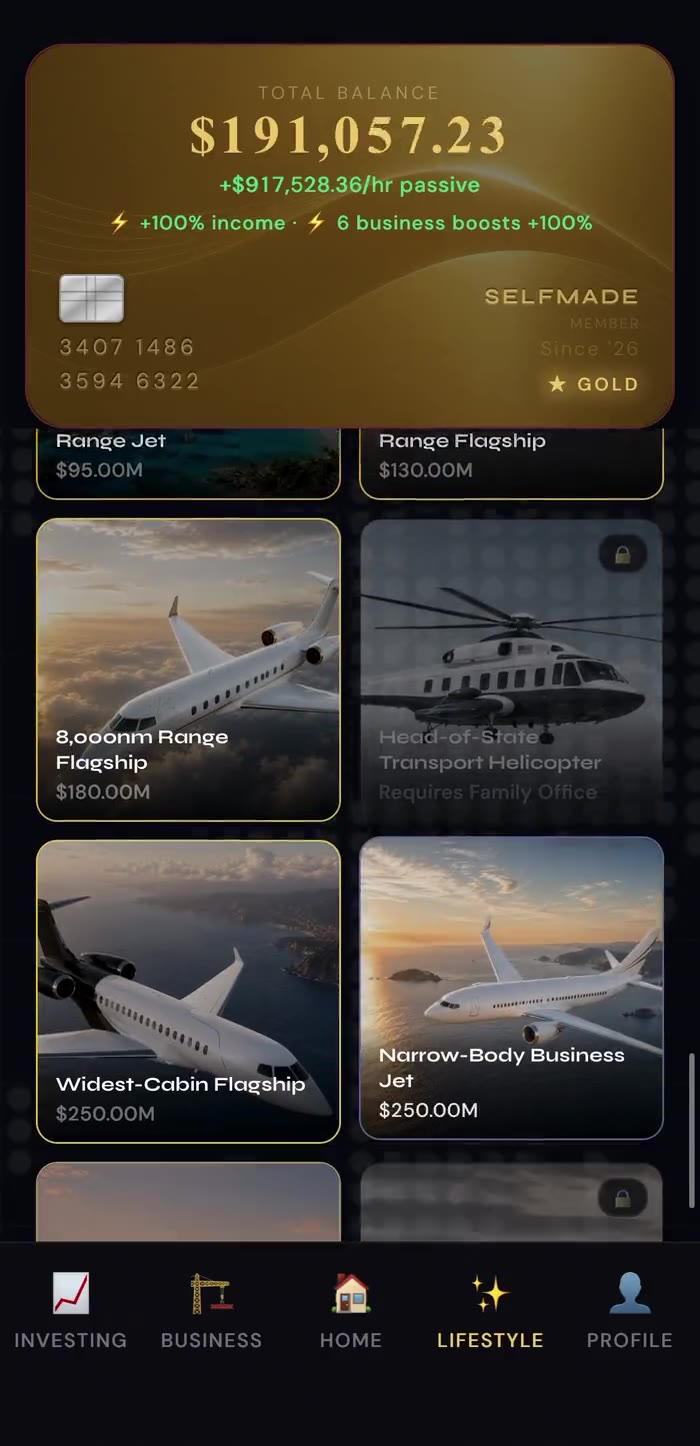 TOTAL BALANCE
$191,057.23
+$917,528.36/hr passive
⚡ +100% income · ⚡ 6 business boosts +100%
SELFMADE
MEMBER
3407 1486
Since '26
3594 6322
★ GOLD
Range Jet
$95.00M
Range Flagship
$130.00M
8,000nm Range
Flagship
$180.00M
Head-of-State
Transport Helicopter
Requires Family Office
Widest-Cabin Flagship
$250.00M
Narrow-Body Business
Jet
$250.00M
INVESTING
BUSINESS
HOME
LIFESTYLE
PROFILE